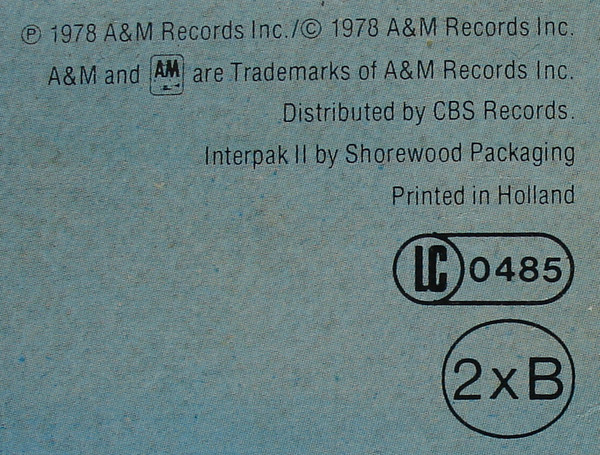 ℗ 1978 A&M Records Inc./© 1978 A&M Records Inc.
A&M and AM are Trademarks of A&M Records Inc.
Distributed by CBS Records.
Interpak II by Shorewood Packaging
Printed in Holland
LC 0485
2xB